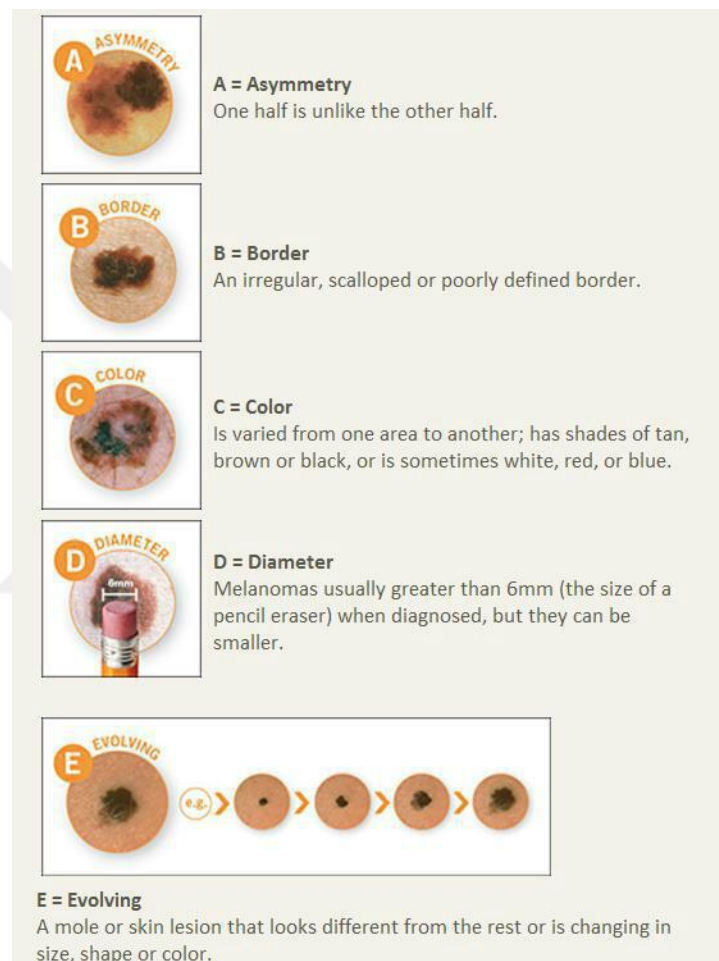 A
ASYMMETRY
A = Asymmetry
One half is unlike the other half.
B
BORDER
B = Border
An irregular, scalloped or poorly defined border.
C
COLOR
C = Color
Is varied from one area to another; has shades of tan,
brown or black, or is sometimes white, red, or blue.
D
DIAMETER
6mm
D = Diameter
Melanomas usually greater than 6mm (the size of a
pencil eraser) when diagnosed, but they can be
smaller.
E
EVOLVING
e.g.
E = Evolving
A mole or skin lesion that looks different from the rest or is changing in
size, shape or color.